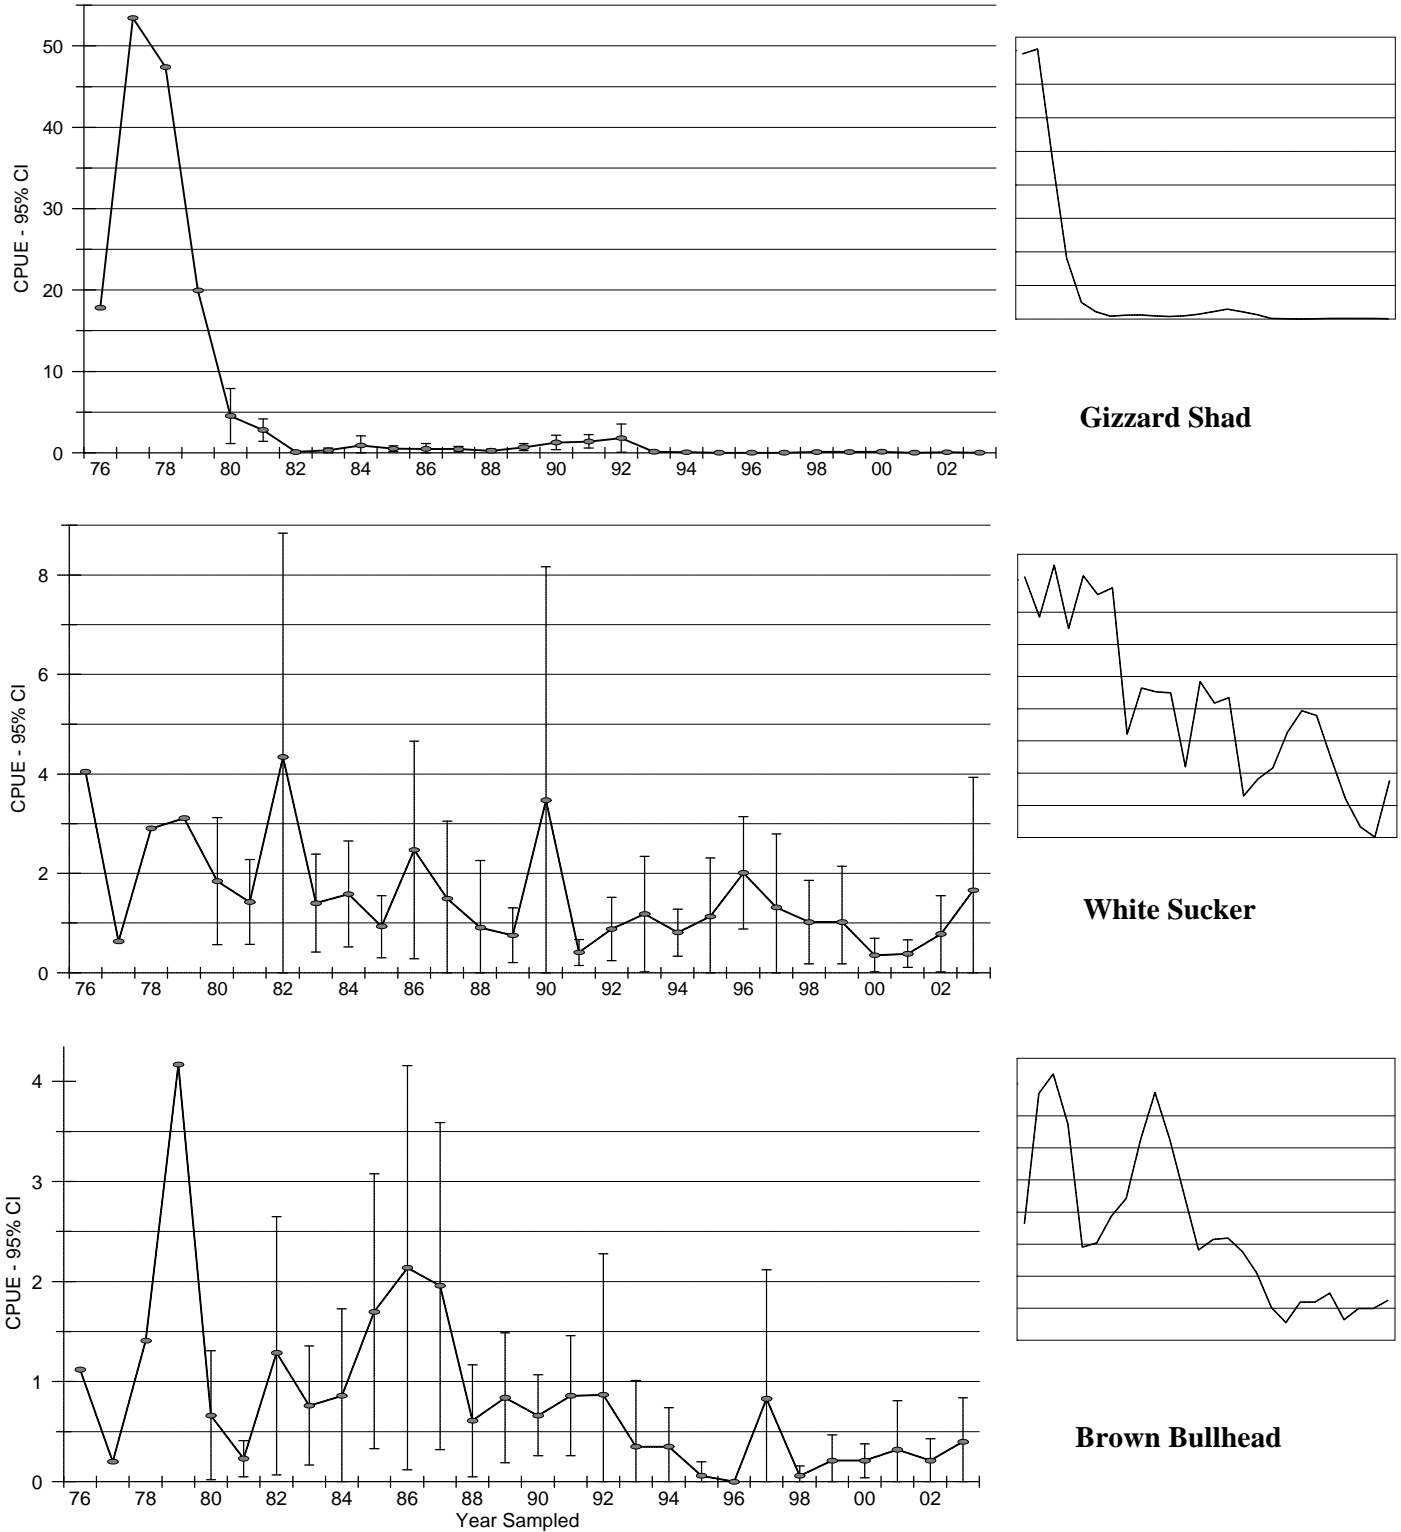 50
40
30
20
10
0
CPUE - 95% CI
76 78 80 82 84 86 88 90 92 94 96 98 00 02
Gizzard Shad
8
6
4
2
0
CPUE - 95% CI
76 78 80 82 84 86 88 90 92 94 96 98 00 02
White Sucker
4
3
2
1
0
CPUE - 95% CI
76 78 80 82 84 86 88 90 92 94 96 98 00 02
Year Sampled
Brown Bullhead